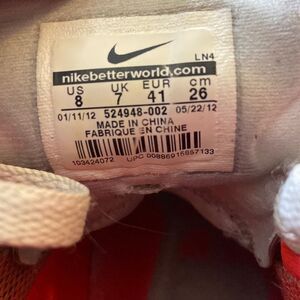 LN4
nikebetterworld.com
US UK EUR cm
8 7 41 26
01/11/12 524948-002 05/22/12
MADE IN CHINA
FABRIQUE EN CHINE
103424072 UPC 00886915857133